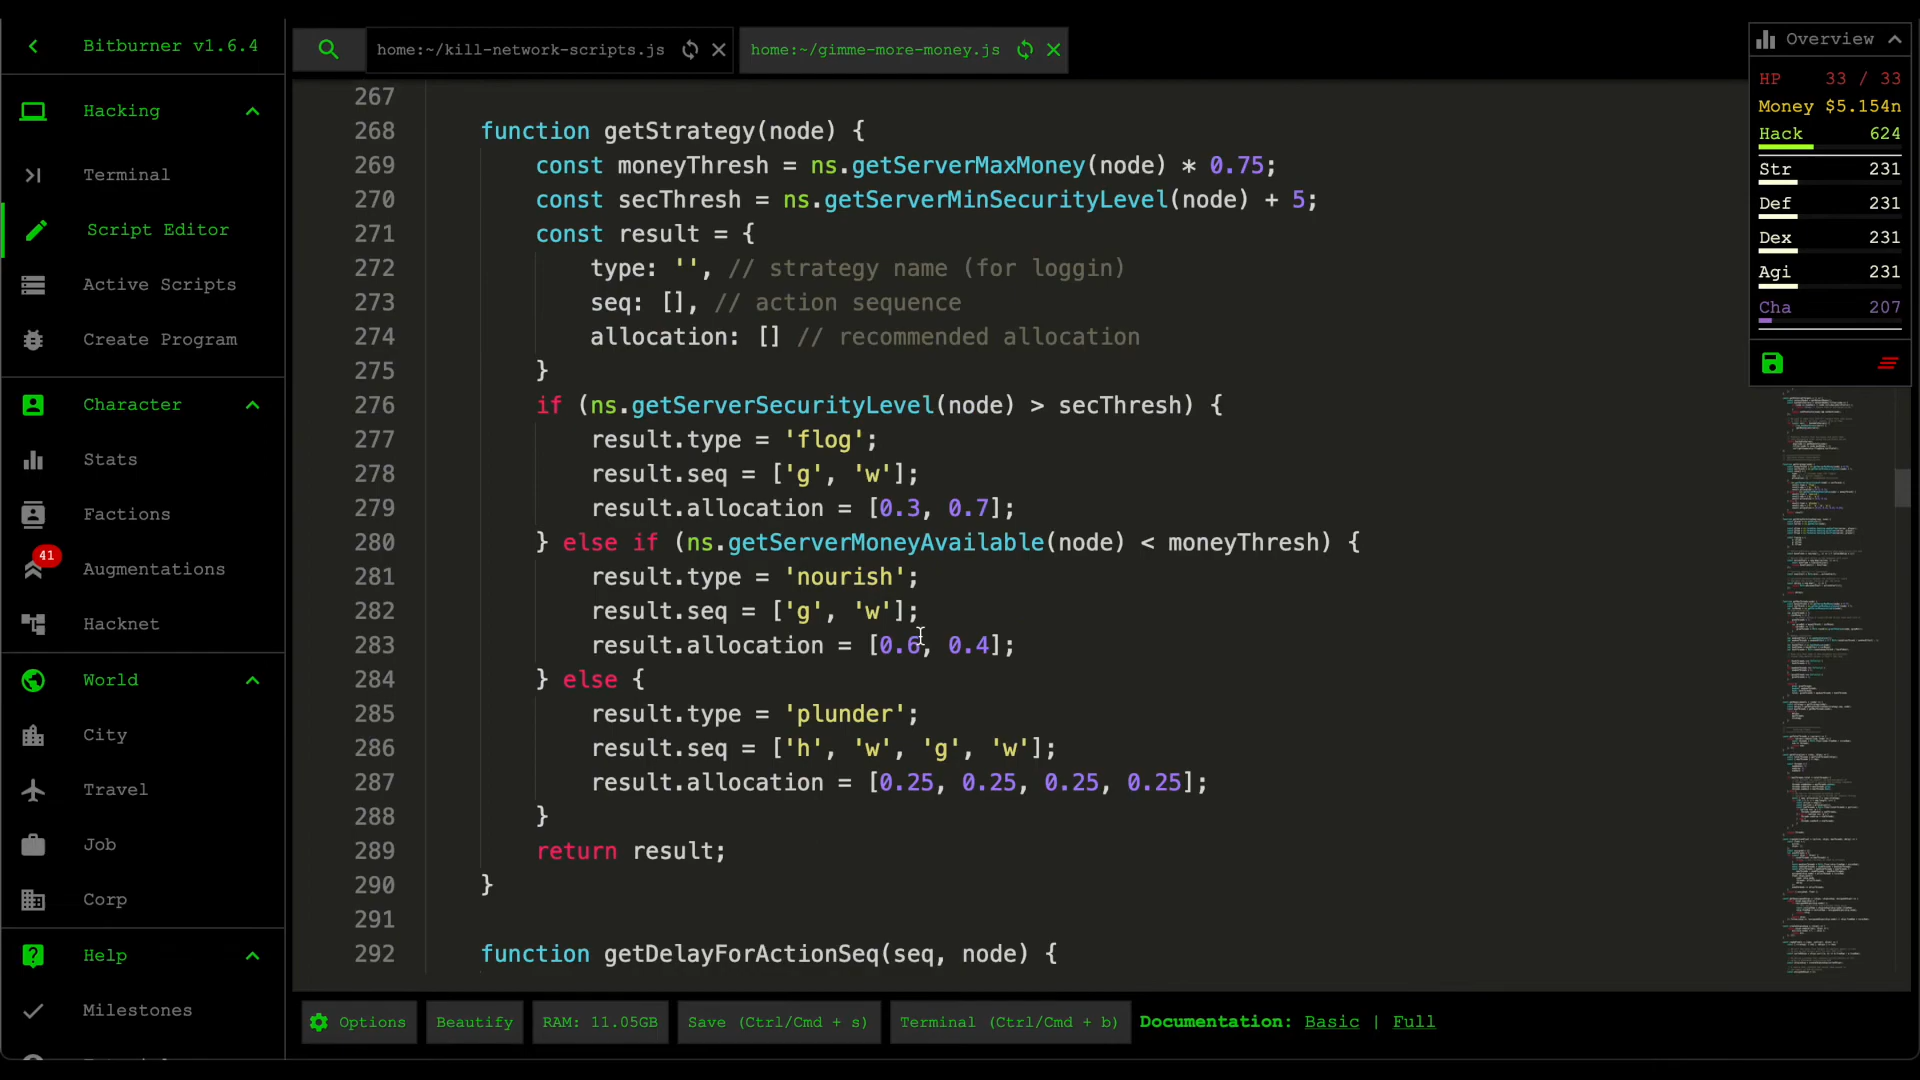 Bitburner v1.6.4
Hacking
Terminal
Script Editor
Active Scripts
Create Program
Character
Stats
Factions
41
Augmentations
Hacknet
World
City
Travel
Job
Corp
Help
Milestones
home:~/kill-network-scripts.js
home:~/gimme-more-money.js
267
268 function getStrategy(node) {
269 const moneyThresh = ns.getServerMaxMoney(node) * 0.75;
270 const secThresh = ns.getServerMinSecurityLevel(node) + 5;
271 const result = {
272 type: '', // strategy name (for loggin)
273 seq: [], // action sequence
274 allocation: [] // recommended allocation
275 }
276 if (ns.getServerSecurityLevel(node) > secThresh) {
277 result.type = 'flog';
278 result.seq = ['g', 'w'];
279 result.allocation = [0.3, 0.7];
280 } else if (ns.getServerMoneyAvailable(node) < moneyThresh) {
281 result.type = 'nourish';
282 result.seq = ['g', 'w'];
283 result.allocation = [0.6, 0.4];
284 } else {
285 result.type = 'plunder';
286 result.seq = ['h', 'w', 'g', 'w'];
287 result.allocation = [0.25, 0.25, 0.25, 0.25];
288 }
289 return result;
290 }
291
292 function getDelayForActionSeq(seq, node) {
Options
Beautify
RAM: 11.05GB
Save (Ctrl/Cmd + s)
Terminal (Ctrl/Cmd + b)
Documentation: Basic | Full
Overview
HP 33 / 33
Money $5.154n
Hack 624
Str 231
Def 231
Dex 231
Agi 231
Cha 207